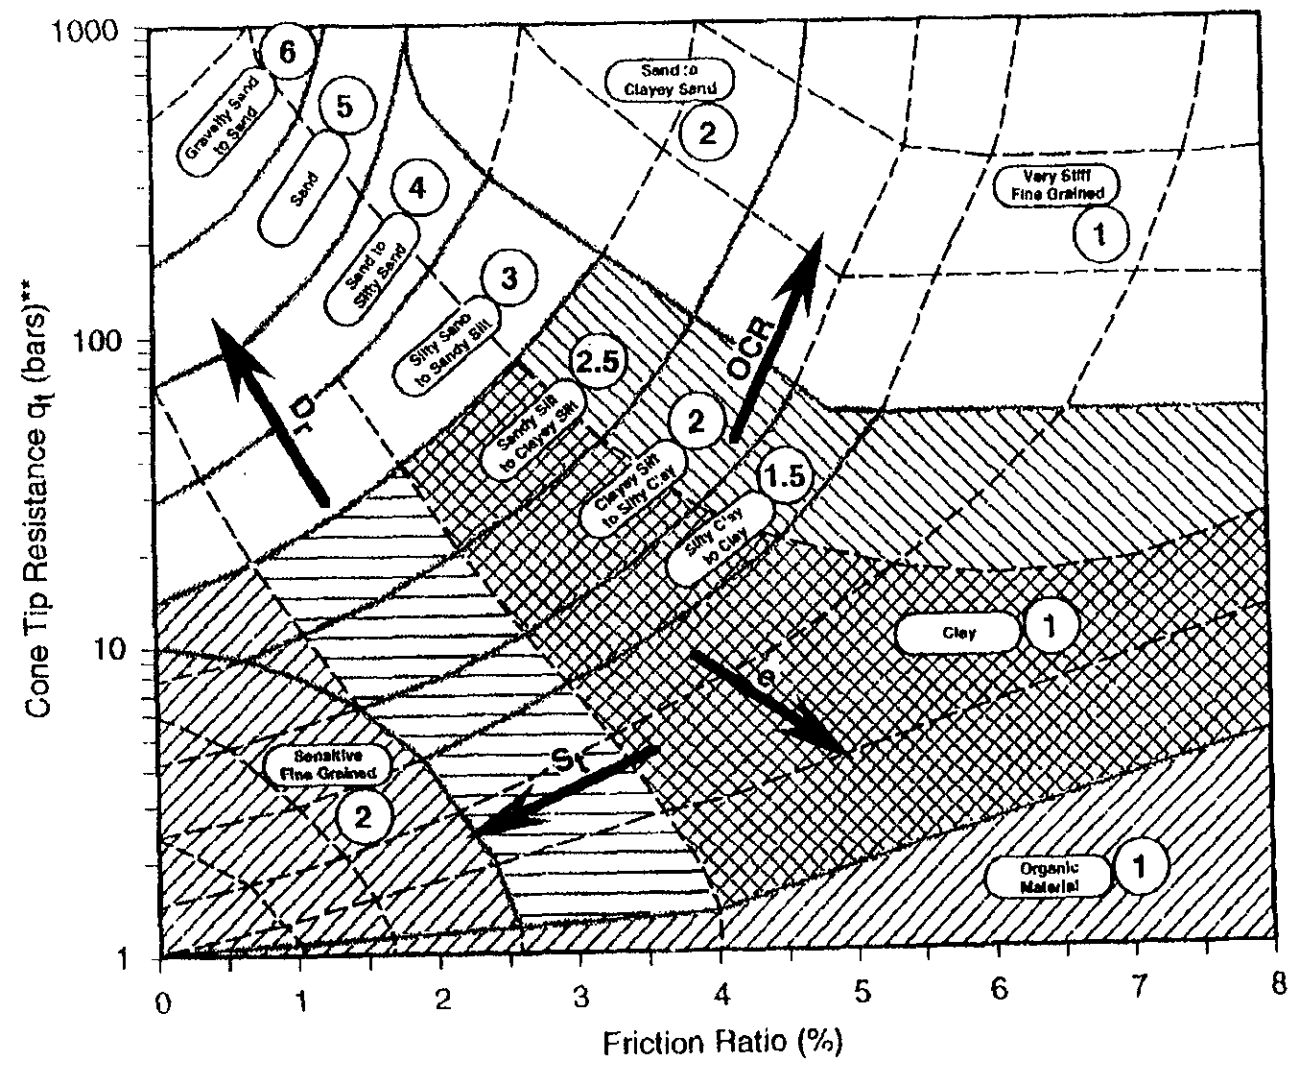 1000
100
10
1
Cone Tip Resistance qt (bars)**
6
Gravelly Sand
to Sand
5
Sand
4
Sand to
Silty Sand
3
Silty Sand
to Sandy Silt
2.5
Sandy Silt
to Clayey Silt
2
Clayey Silt
to Silty Clay
1.5
Silty Clay
to Clay
Sand to
Clayey Sand
2
Very Stiff
Fine Grained
1
Dr
OCR
St
e
Clay
1
Sensitive
Fine Grained
2
Organic
Material
1
0 1 2 3 4 5 6 7 8
Friction Ratio (%)